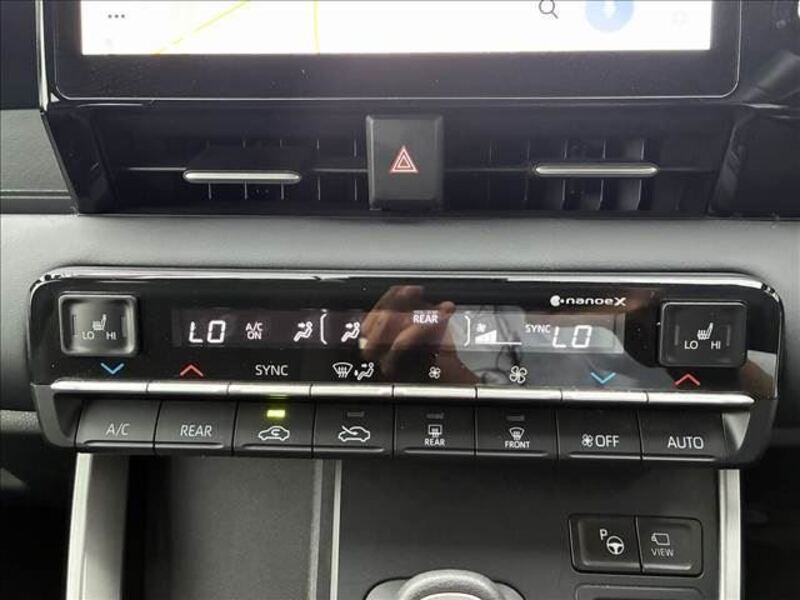 nanoeX
LO HI
LO A/C ON REAR SYNC LO
LO HI
SYNC
A/C REAR REAR FRONT OFF AUTO
P VIEW